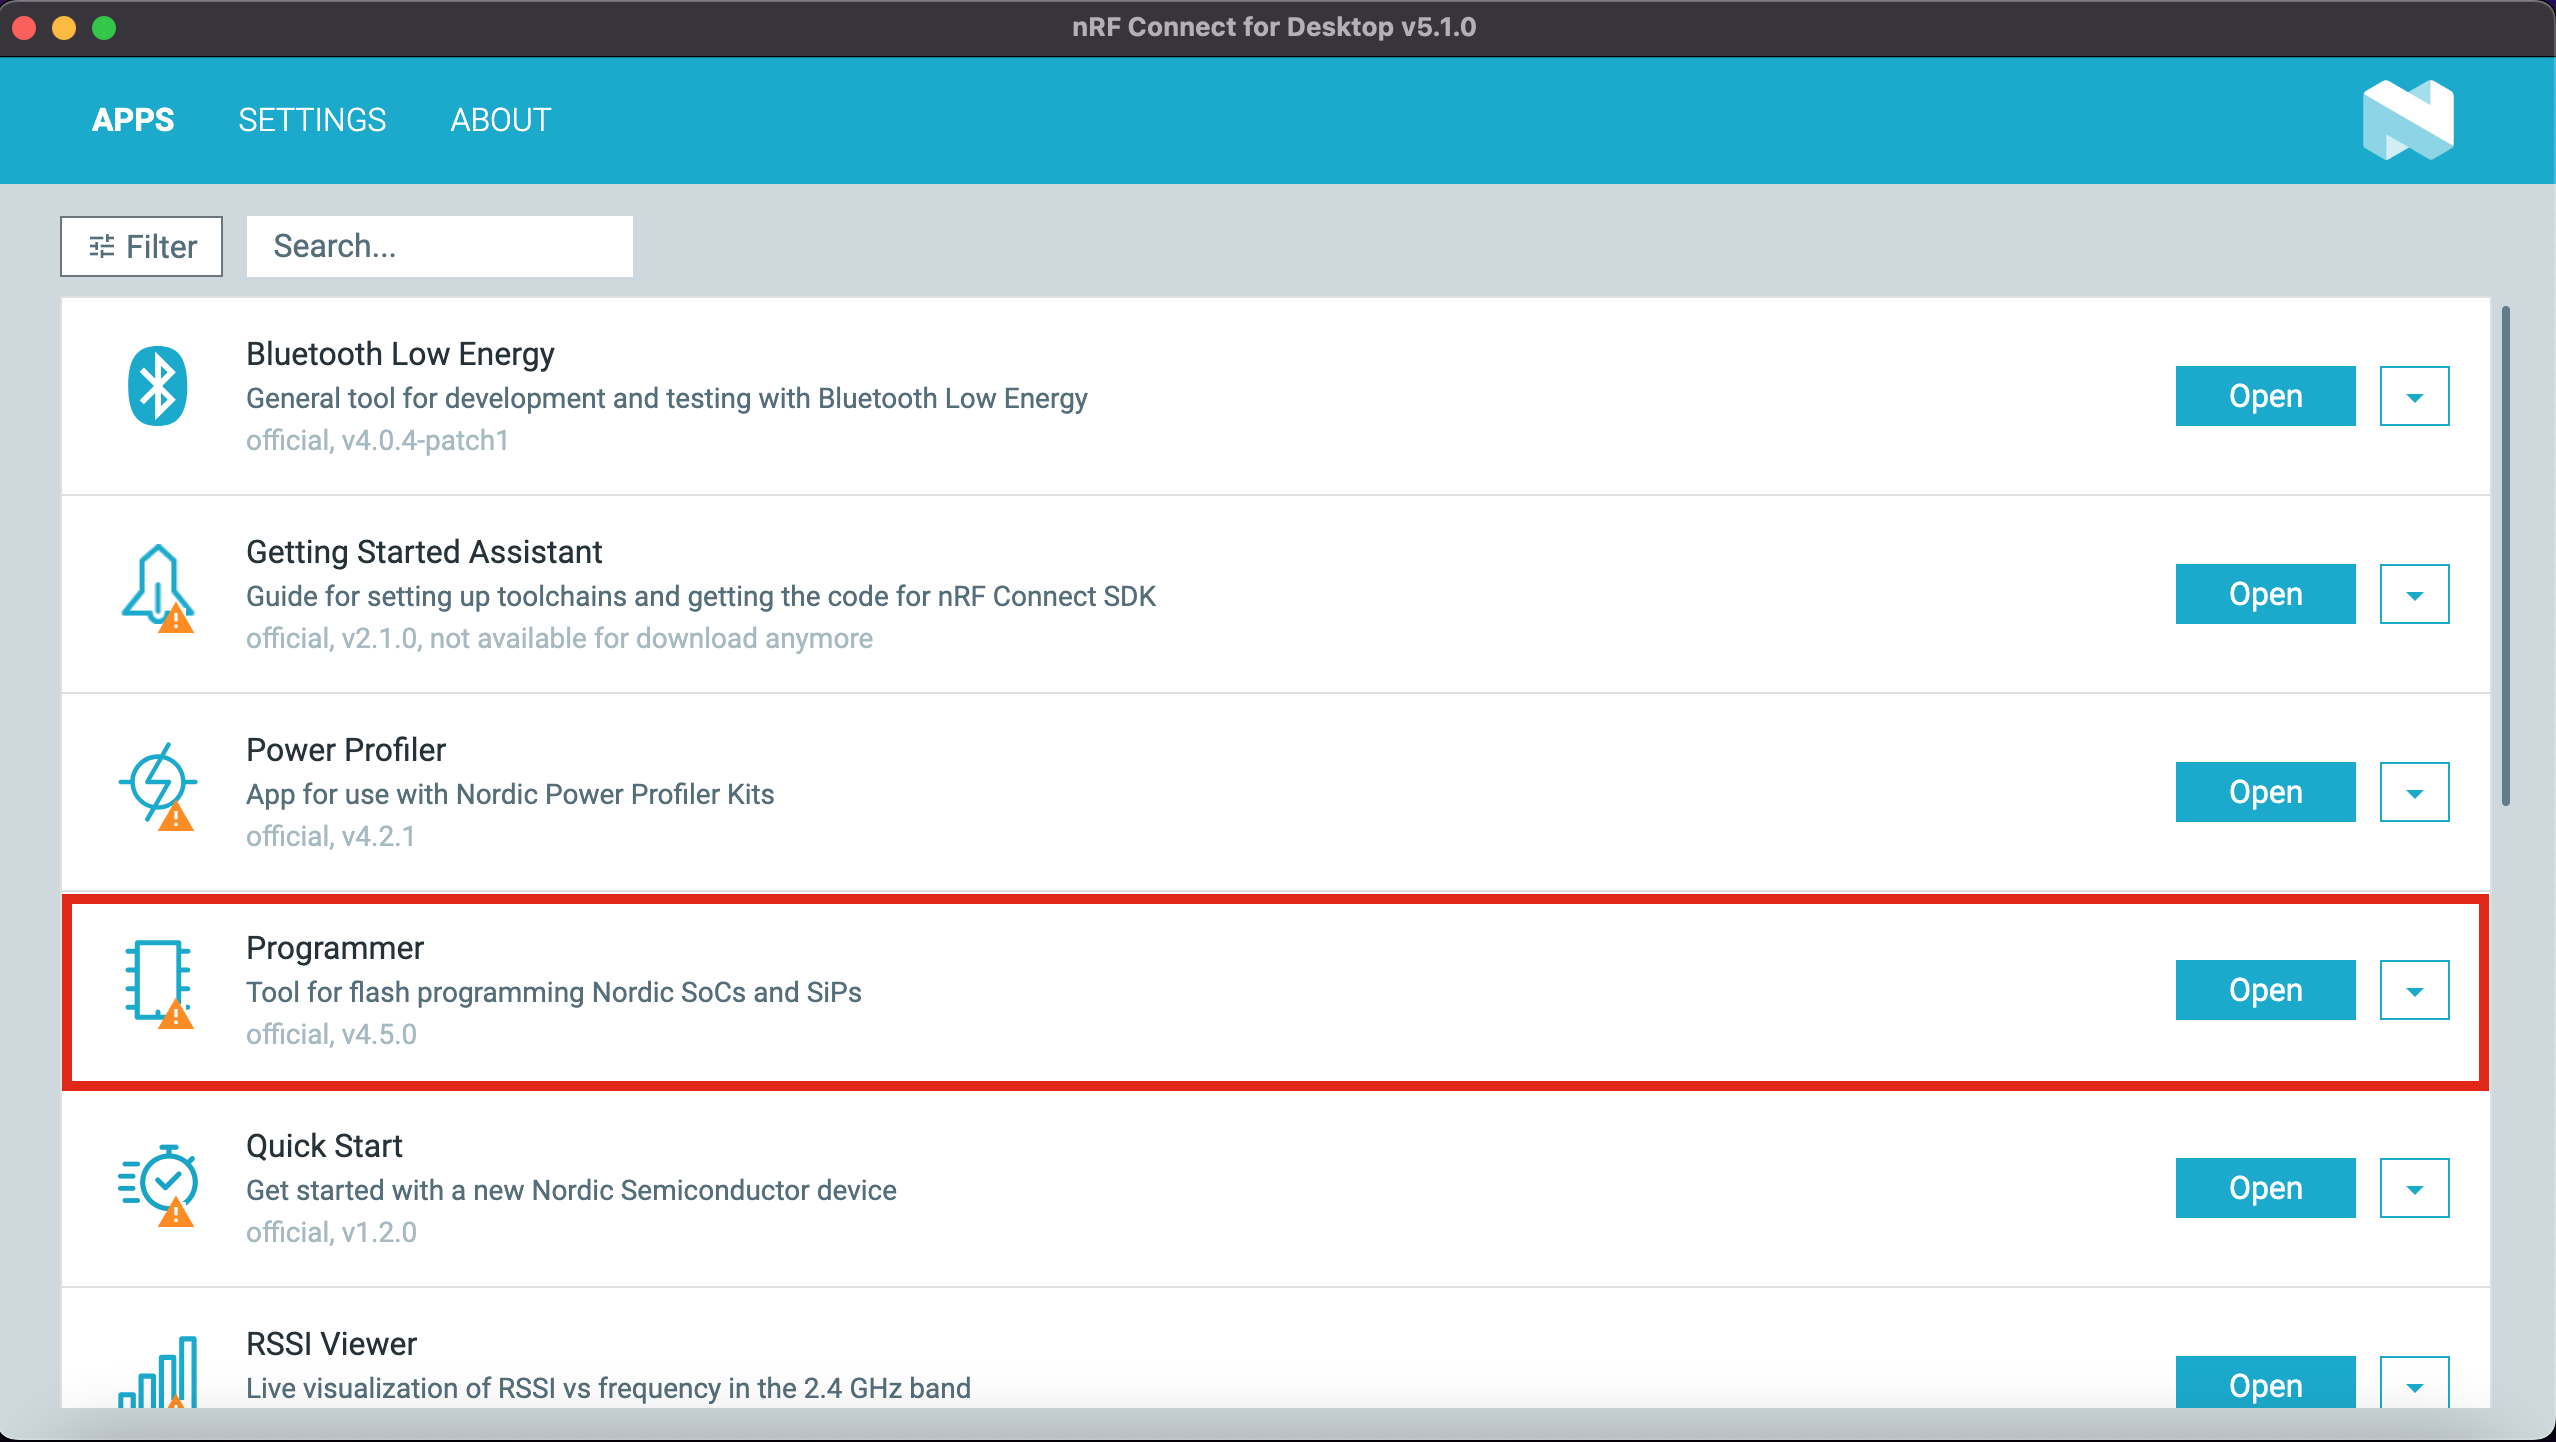 nRF Connect for Desktop v5.1.0
APPS SETTINGS ABOUT
Filter Search...
Bluetooth Low Energy
General tool for development and testing with Bluetooth Low Energy
official, v4.0.4-patch1
Open
Getting Started Assistant
Guide for setting up toolchains and getting the code for nRF Connect SDK
official, v2.1.0, not available for download anymore
Open
Power Profiler
App for use with Nordic Power Profiler Kits
official, v4.2.1
Open
Programmer
Tool for flash programming Nordic SoCs and SiPs
official, v4.5.0
Open
Quick Start
Get started with a new Nordic Semiconductor device
official, v1.2.0
Open
RSSI Viewer
Live visualization of RSSI vs frequency in the 2.4 GHz band
Open